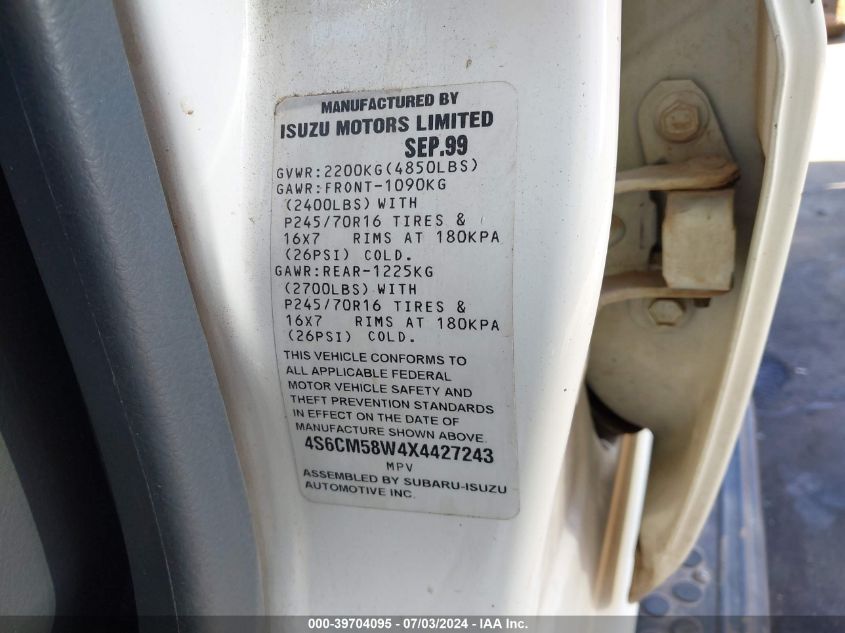 MANUFACTURED BY
ISUZU MOTORS LIMITED
SEP.99
GVWR:2200KG(4850LBS)
GAWR:FRONT-1090KG
(2400LBS) WITH
P245/70R16 TIRES &
16X7 RIMS AT 180KPA
(26PSI) COLD.
GAWR:REAR-1225KG
(2700LBS) WITH
P245/70R16 TIRES &
16X7 RIMS AT 180KPA
(26PSI) COLD.
THIS VEHICLE CONFORMS TO
ALL APPLICABLE FEDERAL
MOTOR VEHICLE SAFETY AND
THEFT PREVENTION STANDARDS
IN EFFECT ON THE DATE OF
MANUFACTURE SHOWN ABOVE.
4S6CM58W4X4427243
MPV
ASSEMBLED BY SUBARU-ISUZU
AUTOMOTIVE INC.
000-39704095 - 07/03/2024 - IAA Inc.